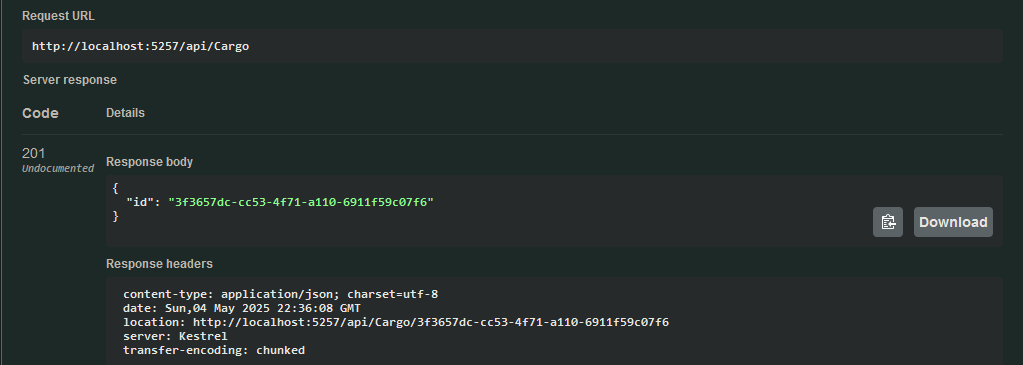 Request URL
http://localhost:5257/api/Cargo
Server response
Code Details
201
Undocumented
Response body
{
"id": "3f3657dc-cc53-4f71-a110-6911f59c07f6"
}
Download
Response headers
content-type: application/json; charset=utf-8
date: Sun,04 May 2025 22:36:08 GMT
location: http://localhost:5257/api/Cargo/3f3657dc-cc53-4f71-a110-6911f59c07f6
server: Kestrel
transfer-encoding: chunked